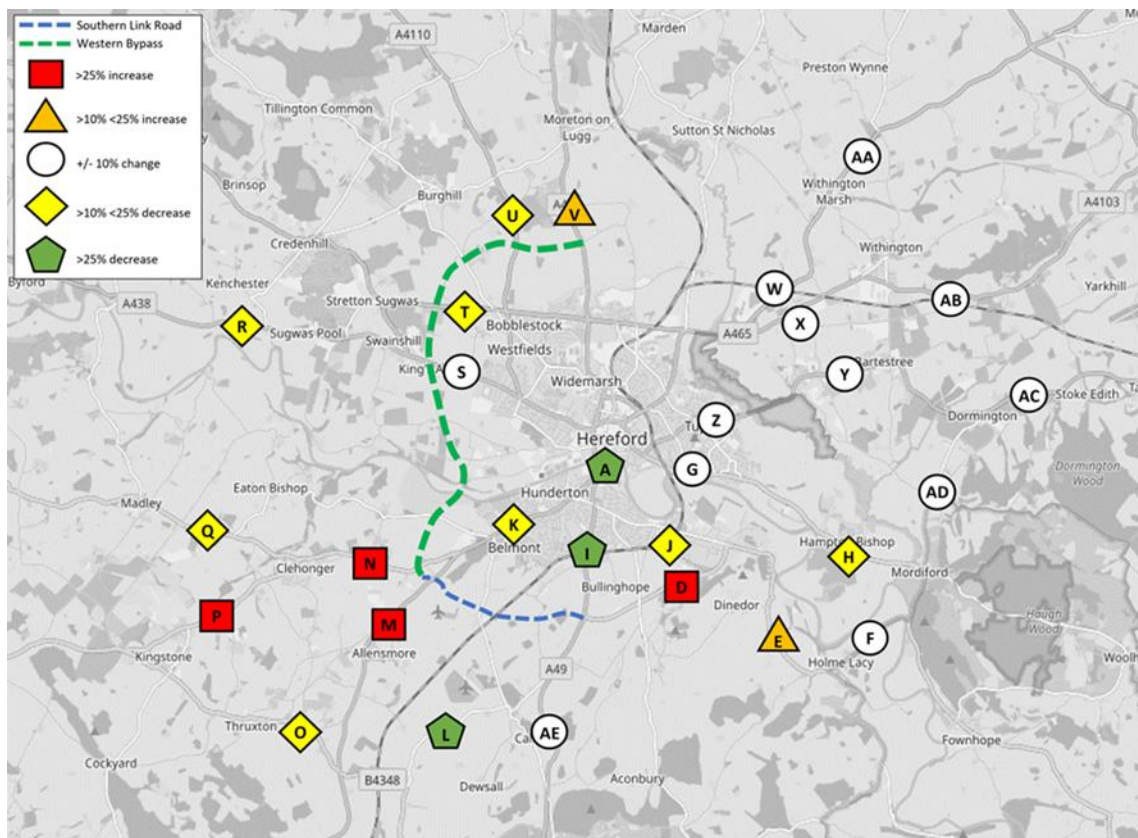 Southern Link Road
Western Bypass
>25% increase
>10% <25% increase
+/- 10% change
>10% <25% decrease
>25% decrease
A4110
Marden
Preston Wynne
Tillington Common
Moreton on
Lugg
Sutton St Nicholas
AA
Withington
Marsh
Brinsop
Burghill
A4103
U
V
Credenhill
Withington
Byford
Kenchester
A438
Stretton Sugwas
W
AB
Yarkhill
R
Sugwas Pool
T
Bobblestock
A465
X
Swainshill
Westfields
S
Widemarsh
Y
Bartestree
AC
Stoke Edith
Dormington
Z
Hereford
A
G
Dormington
Wood
Eaton Bishop
Hunderton
AD
Madley
Q
K
Belmont
I
J
Hampton Bishop
H
Mordiford
Clehonger
N
Bullinghope
D
Dinedor
P
M
Allensmore
E
F
Haugh
Wood
Kingstone
Holme Lacy
A49
Thruxton
O
L
AE
Fownhope
Cockyard
B4348
Dewsall
Aconbury